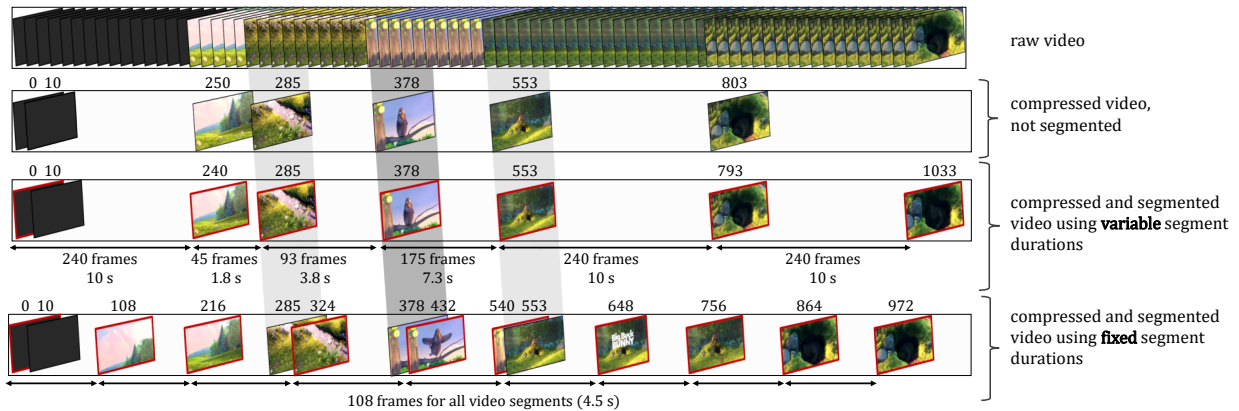 raw video
0 10 250 285 378 553 803
compressed video,
not segmented
0 10 240 285 378 553 793 1033
compressed and segmented
video using variable segment
durations
240 frames 45 frames 93 frames 175 frames 240 frames 240 frames
10 s 1.8 s 3.8 s 7.3 s 10 s 10 s
0 10 108 216 285 324 378 432 540 553 648 756 864 972
Big Buck
BUNNY
compressed and segmented
video using fixed segment
durations
108 frames for all video segments (4.5 s)